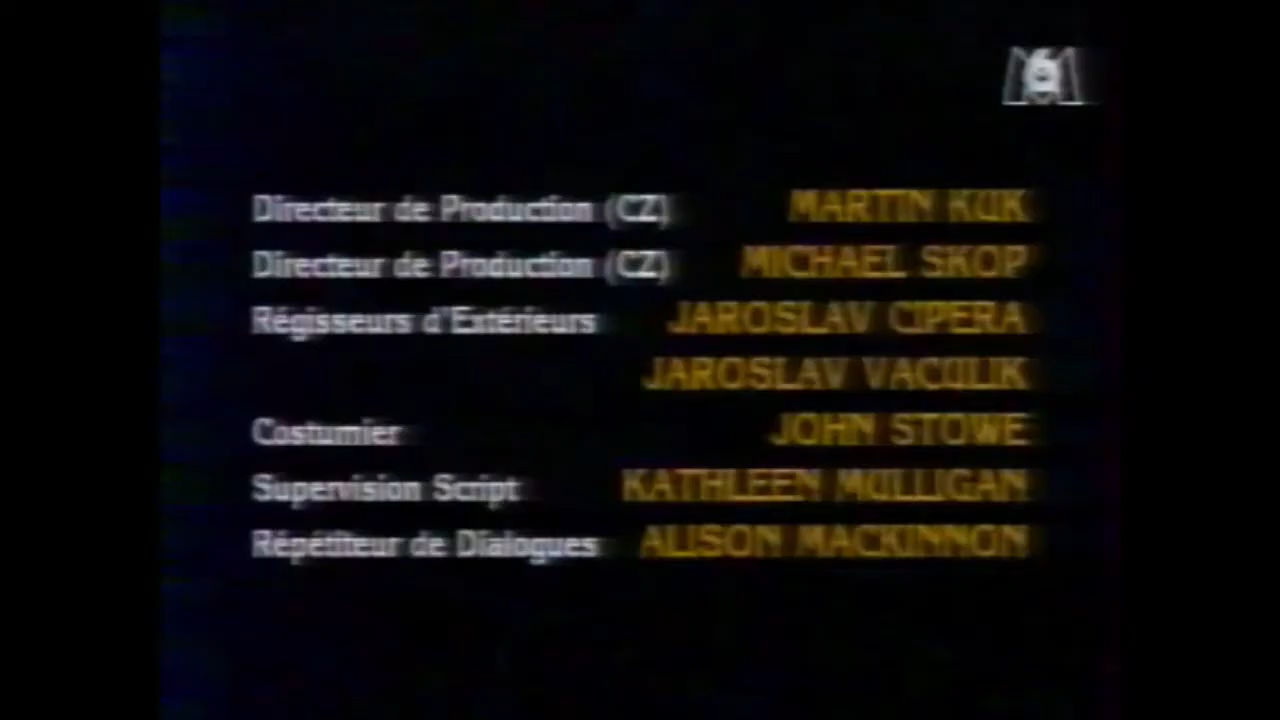 M6
Directeur de Production (CZ) MARTIN KUK
Directeur de Production (CZ) MICHAEL SKOP
Régisseurs d'Extérieurs JAROSLAV CIPERA
JAROSLAV VACULIK
Costumier JOHN STOWE
Supervision Script KATHLEEN MULLIGAN
Répétiteur de Dialogues ALISON MACKINNON